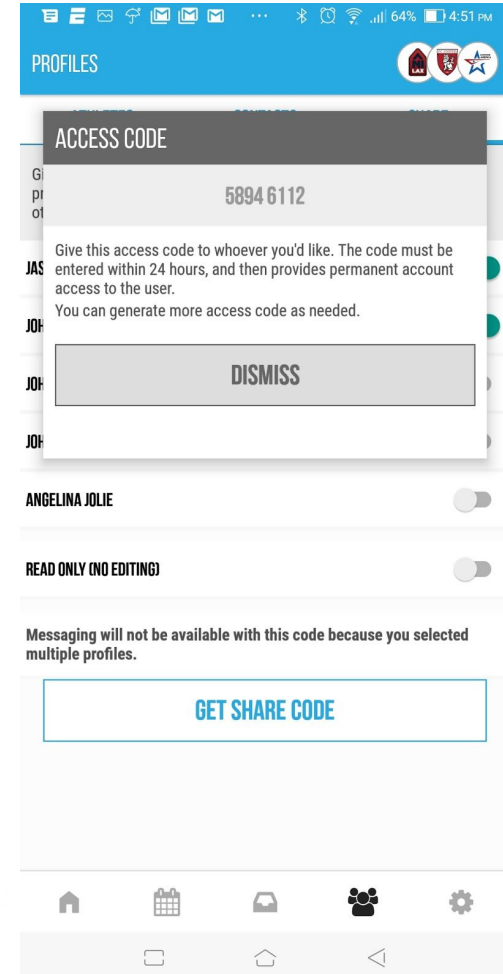 64% 4:51 PM
PROFILES
LAX
ACCESS CODE
5894 6112
Give this access code to whoever you'd like. The code must be
entered within 24 hours, and then provides permanent account
access to the user.
You can generate more access code as needed.
DISMISS
ANGELINA JOLIE
READ ONLY (NO EDITING)
Messaging will not be available with this code because you selected
multiple profiles.
GET SHARE CODE